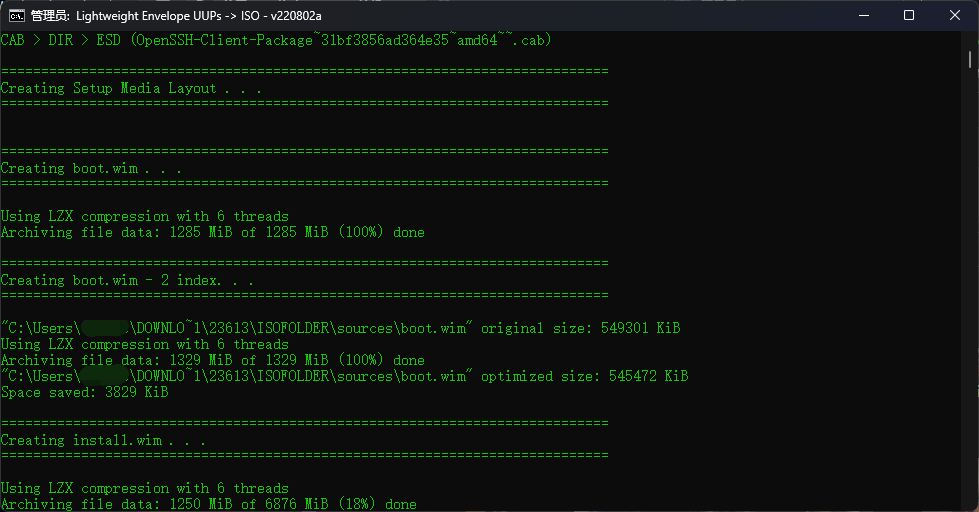 管理员: Lightweight Envelope UUPs -> ISO - v220802a
CAB > DIR > ESD (OpenSSH-Client-Package~31bf3856ad364e35~amd64~~.cab)
============================================================================
Creating Setup Media Layout . . .
============================================================================
============================================================================
Creating boot.wim . . .
============================================================================
Using LZX compression with 6 threads
Archiving file data: 1285 MiB of 1285 MiB (100%) done
============================================================================
Creating boot.wim - 2 index. . .
============================================================================
"C:\Users\ \DOWNLO~1\23613\ISOFOLDER\sources\boot.wim" original size: 549301 KiB
Using LZX compression with 6 threads
Archiving file data: 1329 MiB of 1329 MiB (100%) done
"C:\Users\ \DOWNLO~1\23613\ISOFOLDER\sources\boot.wim" optimized size: 545472 KiB
Space saved: 3829 KiB
============================================================================
Creating install.wim . . .
============================================================================
Using LZX compression with 6 threads
Archiving file data: 1250 MiB of 6876 MiB (18%) done